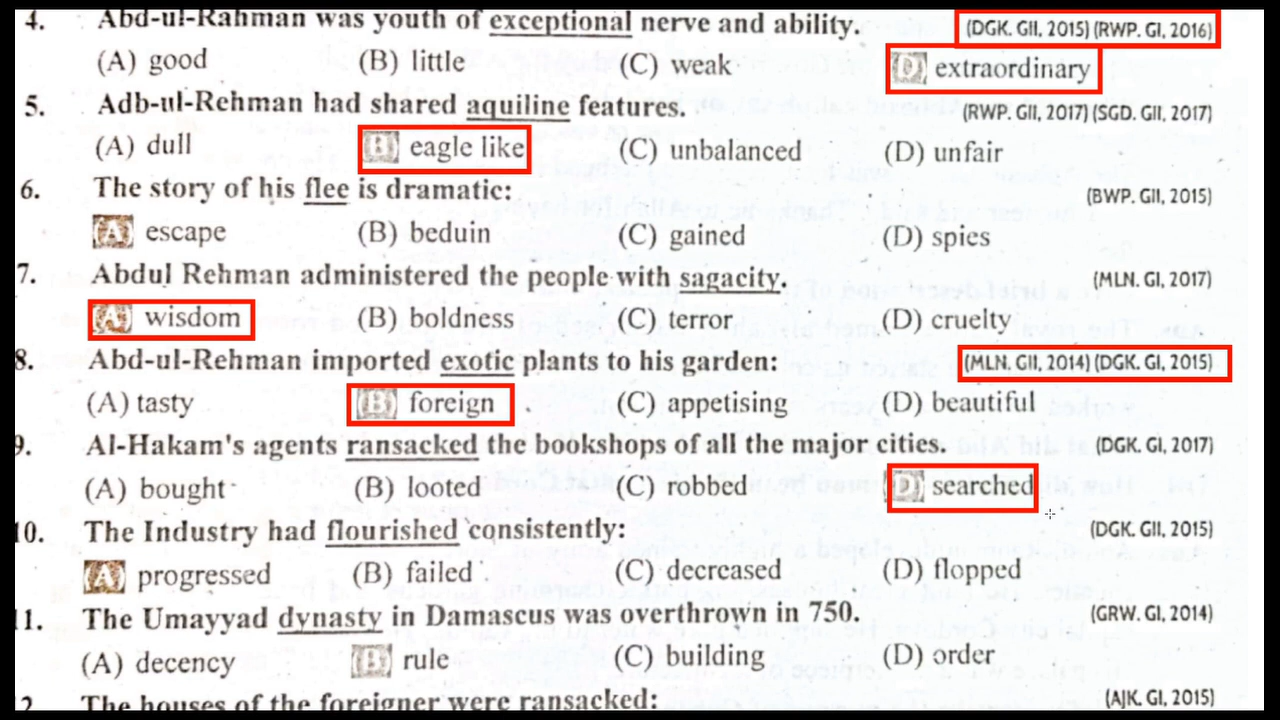 4. Abd-ul-Rahman was youth of exceptional nerve and ability. (DGK. GII, 2015) (RWP. GI, 2016)
(A) good (B) little (C) weak (D) extraordinary
5. Adb-ul-Rehman had shared aquiline features. (RWP. GII, 2017) (SGD. GII, 2017)
(A) dull (B) eagle like (C) unbalanced (D) unfair
6. The story of his flee is dramatic: (BWP. GII, 2015)
(A) escape (B) beduin (C) gained (D) spies
7. Abdul Rehman administered the people with sagacity. (MLN. GI, 2017)
(A) wisdom (B) boldness (C) terror (D) cruelty
8. Abd-ul-Rehman imported exotic plants to his garden: (MLN. GII, 2014) (DGK. GI, 2015)
(A) tasty (B) foreign (C) appetising (D) beautiful
9. Al-Hakam's agents ransacked the bookshops of all the major cities. (DGK. GI, 2017)
(A) bought (B) looted (C) robbed (D) searched
10. The Industry had flourished consistently: (DGK. GII, 2015)
(A) progressed (B) failed (C) decreased (D) flopped
11. The Umayyad dynasty in Damascus was overthrown in 750. (GRW. GI, 2014)
(A) decency (B) rule (C) building (D) order
2. The houses of the foreigner were ransacked: (AJK. GI, 2015)